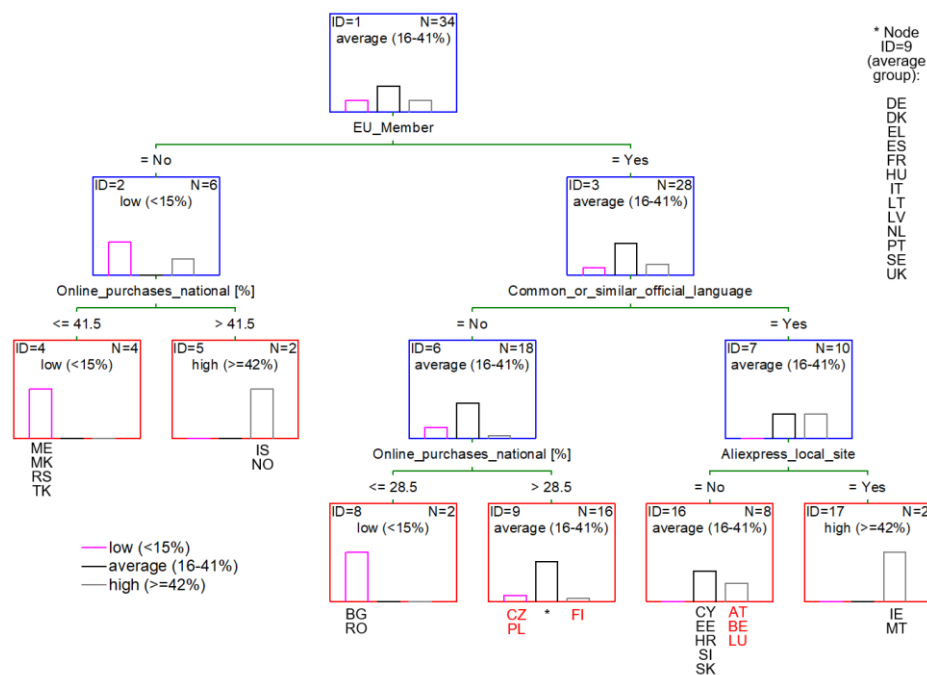 ID=1 N=34
average (16-41%)
EU_Member
= No
= Yes
ID=2 N=6
low (<15%)
Online_purchases_national [%]
ID=3 N=28
average (16-41%)
Common_or_similar_official_language
<= 41.5
> 41.5
= No
= Yes
ID=4 N=4
low (<15%)
ME
MK
RS
TK
ID=5 N=2
high (>=42%)
IS
NO
ID=6 N=18
average (16-41%)
Online_purchases_national [%]
ID=7 N=10
average (16-41%)
Aliexpress_local_site
<= 28.5
> 28.5
= No
= Yes
ID=8 N=2
low (<15%)
BG
RO
ID=9 N=16
average (16-41%)
CZ * FI
PL
ID=16 N=8
average (16-41%)
CY AT
EE BE
HR LU
SI
SK
ID=17 N=2
high (>=42%)
IE
MT
low (<15%)
average (16-41%)
high (>=42%)
* Node
ID=9
(average
group):
DE
DK
EL
ES
FR
HU
IT
LT
LV
NL
PT
SE
UK